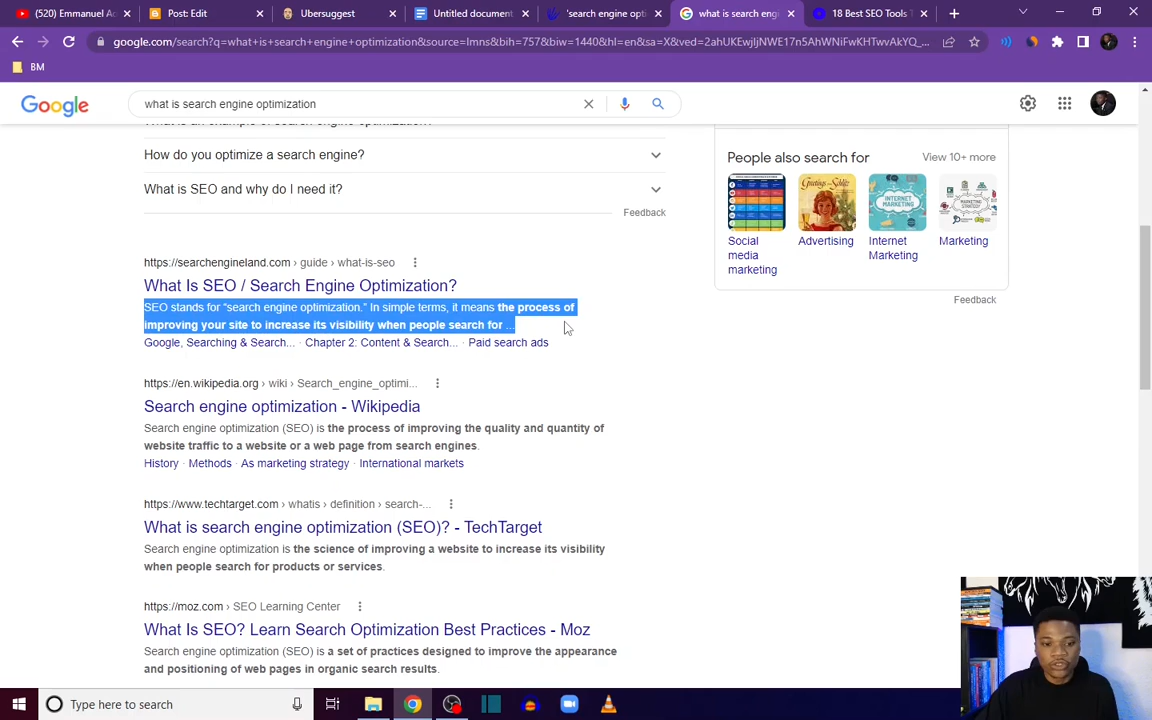 (520) Emmanuel Ac
Post: Edit
Ubersuggest
Untitled document
'search engine opti
what is search engi
18 Best SEO Tools T
google.com/search?q=what+is+search+engine+optimization&source=lmns&bih=757&biw=1440&hl=en&sa=X&ved=2ahUKEwjIjNWE17n5AhWNiFwKHTwvAkYQ_...
BM
Google
what is search engine optimization
How do you optimize a search engine?
What is SEO and why do I need it?
Feedback
https://searchengineland.com › guide › what-is-seo
What Is SEO / Search Engine Optimization?
SEO stands for “search engine optimization.” In simple terms, it means the process of
improving your site to increase its visibility when people search for ...
Google, Searching & Search... · Chapter 2: Content & Search... · Paid search ads
https://en.wikipedia.org › wiki › Search_engine_optimi...
Search engine optimization - Wikipedia
Search engine optimization (SEO) is the process of improving the quality and quantity of
website traffic to a website or a web page from search engines.
History · Methods · As marketing strategy · International markets
https://www.techtarget.com › whatis › definition › search-...
What is search engine optimization (SEO)? - TechTarget
Search engine optimization is the science of improving a website to increase its visibility
when people search for products or services.
https://moz.com › SEO Learning Center
What Is SEO? Learn Search Optimization Best Practices - Moz
Search engine optimization (SEO) is a set of practices designed to improve the appearance
and positioning of web pages in organic search results.
People also search for
View 10+ more
INTERNET
MARKETING
Social
media
marketing
Advertising
Internet
Marketing
Marketing
Feedback
Type here to search